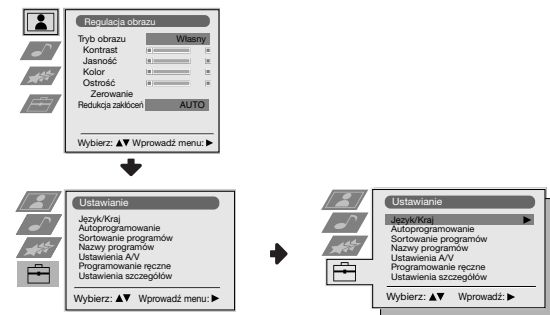 Regulacja obrazu
Tryb obrazu Własny
Kontrast
Jasność
Kolor
Ostrość
Zerowanie
Redukcja zakłóceń AUTO
Wybierz: ▲▼ Wprowadź menu: ▶
Ustawianie
Język/Kraj
Autoprogramowanie
Sortowanie programów
Nazwy programów
Ustawienia A/V
Programowanie ręczne
Ustawienia szczegółów
Wybierz: ▲▼ Wprowadź menu: ▶
Ustawianie
Język/Kraj ▶
Autoprogramowanie
Sortowanie programów
Nazwy programów
Ustawienia A/V
Programowanie ręczne
Ustawienia szczegółów
Wybierz: ▲▼ Wprowadź: ▶